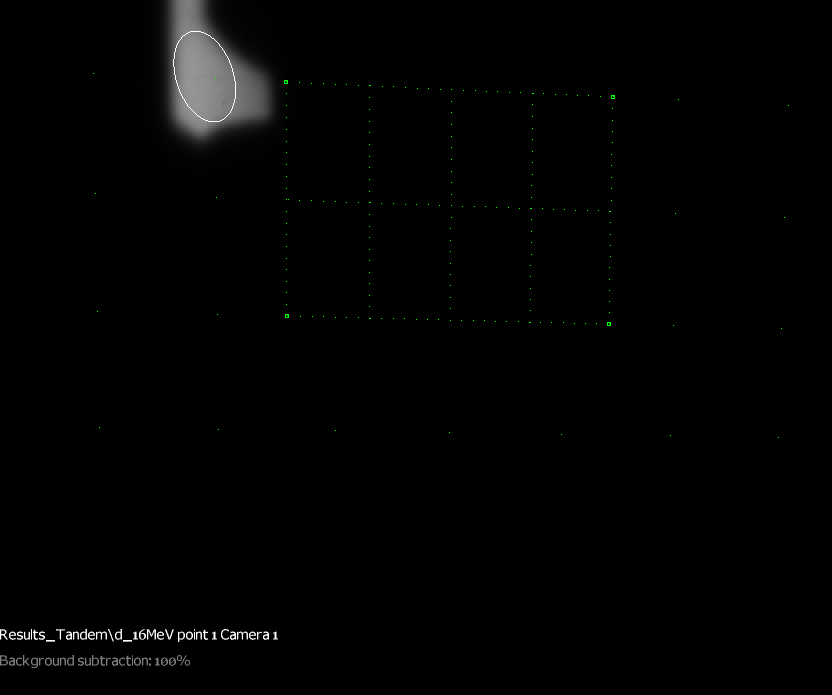 Results_Tandem\d_16MeV point 1 Camera 1
Background subtraction: 100%